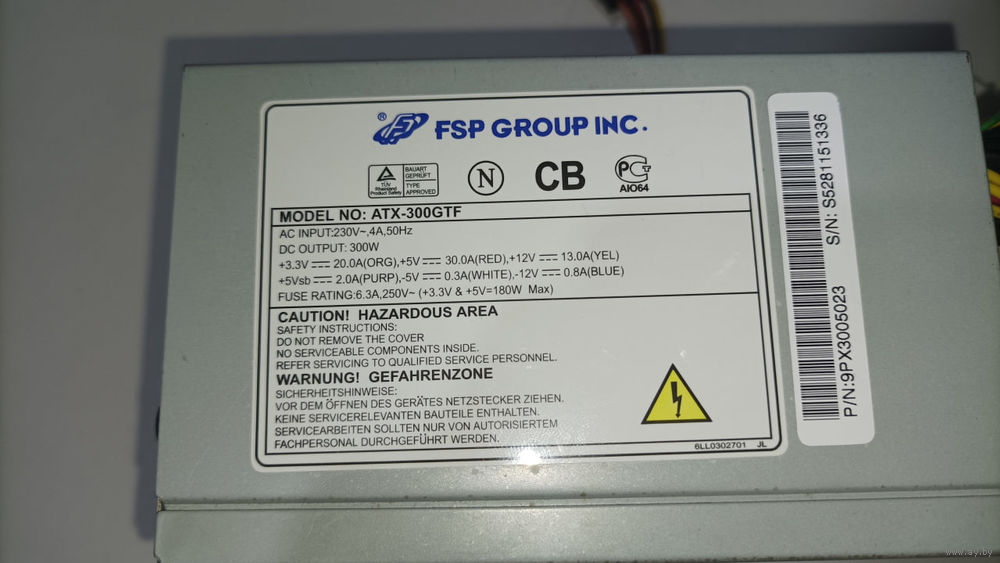 ® FSP GROUP INC.
TÜV Rheinland Product Safety
BAUART GEPRÜFT
TYPE APPROVED
N
CB
PCT
АЮ64
MODEL NO: ATX-300GTF
AC INPUT:230V~,4A,50Hz
DC OUTPUT: 300W
+3.3V ⎓ 20.0A(ORG),+5V ⎓ 30.0A(RED),+12V ⎓ 13.0A(YEL)
+5Vsb ⎓ 2.0A(PURP),-5V ⎓ 0.3A(WHITE),-12V ⎓ 0.8A(BLUE)
FUSE RATING:6.3A,250V~ (+3.3V & +5V=180W Max)
CAUTION! HAZARDOUS AREA
SAFETY INSTRUCTIONS:
DO NOT REMOVE THE COVER
NO SERVICEABLE COMPONENTS INSIDE.
REFER SERVICING TO QUALIFIED SERVICE PERSONNEL.
WARNUNG! GEFAHRENZONE
SICHERHEITSHINWEISE:
VOR DEM ÖFFNEN DES GERÄTES NETZSTECKER ZIEHEN.
KEINE SERVICERELEVANTEN BAUTEILE ENTHALTEN.
SERVICEARBEITEN SOLLTEN NUR VON AUTORISIERTEM
FACHPERSONAL DURCHGEFÜHRT WERDEN.
6LL0302701 JL
S/N: S5281151336
P/N:9PX3005023
www.ay.by